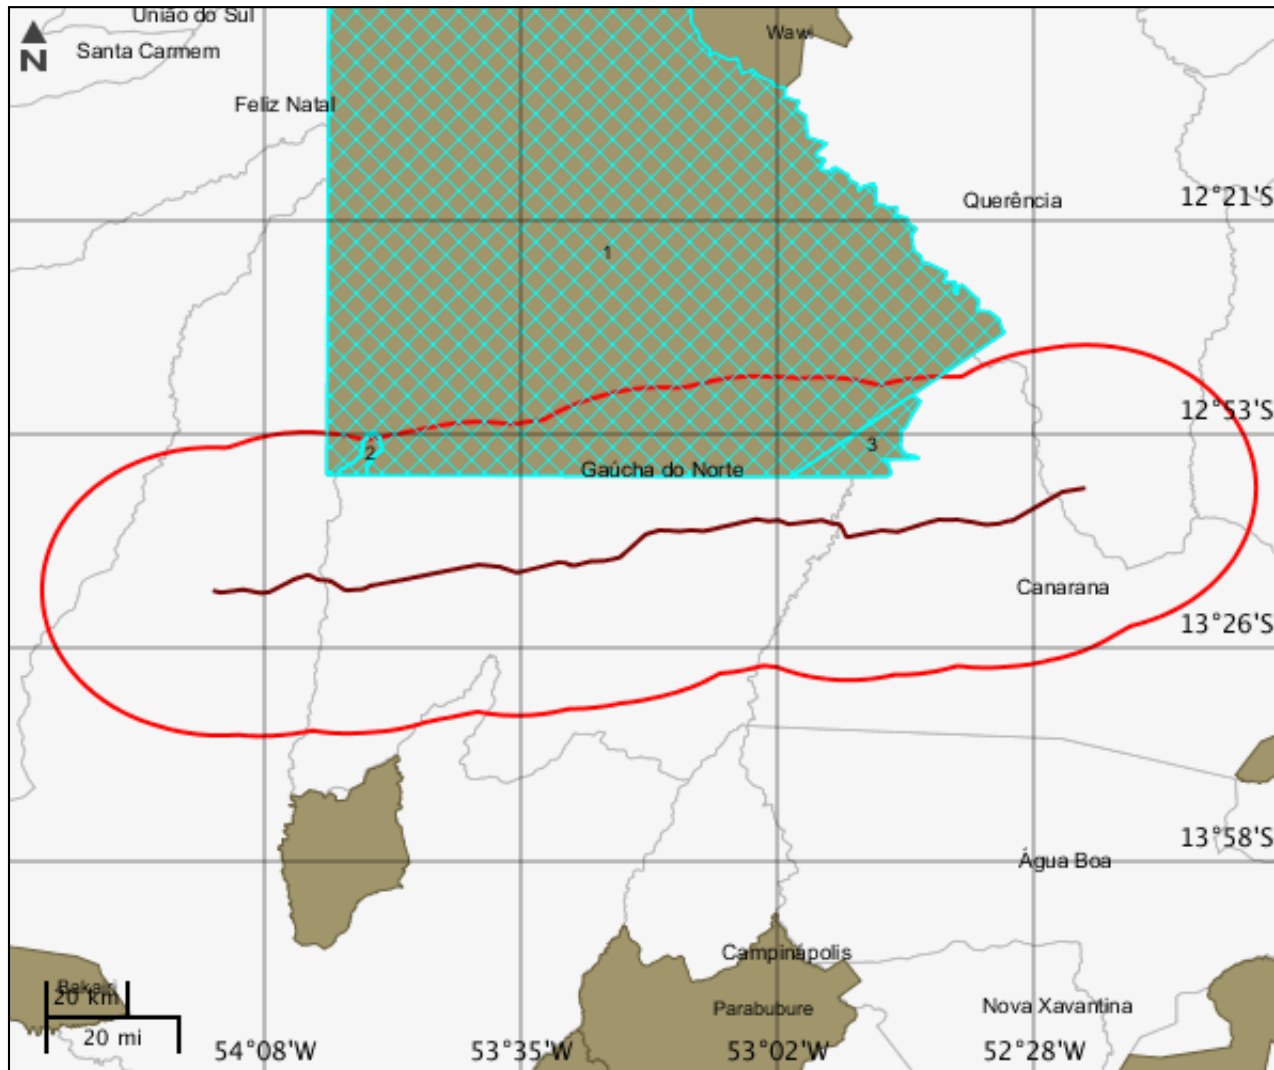 União do Sul
Santa Carmem
N
Wawi
Feliz Natal
Querência
12°21'S
1
12°53'S
2
3
Gaúcha do Norte
Canarana
13°26'S
13°58'S
Água Boa
Campinápolis
Bakairi
20 km
Parabubure
Nova Xavantina
20 mi
54°08'W
53°35'W
53°02'W
52°28'W